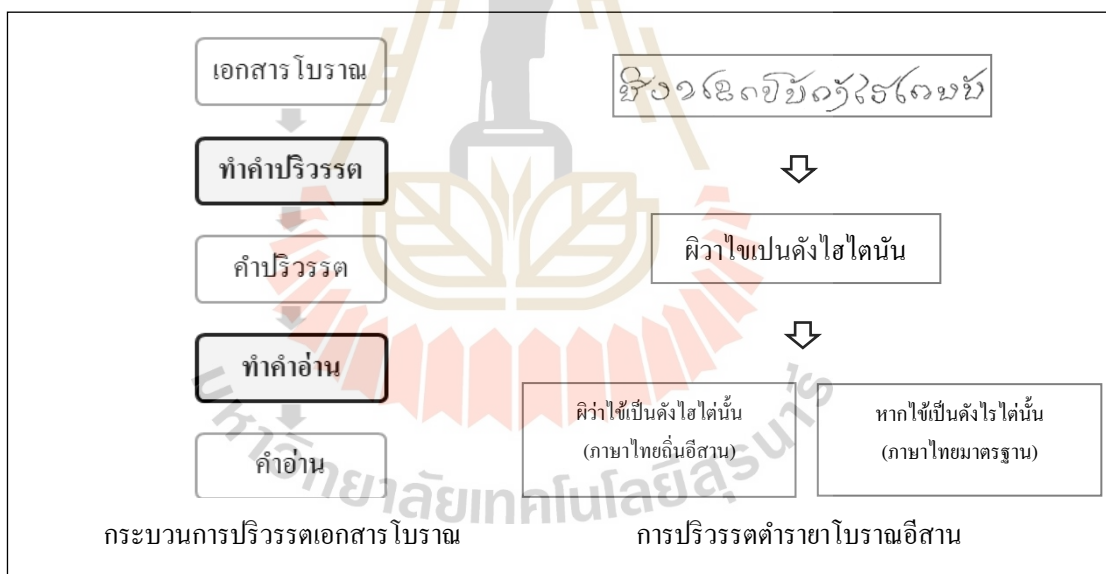 เอกสารโบราณ
ทำคำปริวรรต
คำปริวรรต
ทำคำอ่าน
คำอ่าน
กระบวนการปริวรรตเอกสารโบราณ
ผิวาไขเปนดังไฮไตนัน
ผิว่าไข้เป็นดังไฮไต่นั้น
(ภาษาไทยถิ่นอีสาน)
หากไข้เป็นดังไรไต่นั้น
(ภาษาไทยมาตรฐาน)
การปริวรรตตำรายาโบราณอีสาน
มหาวิทยาลัยเทคโนโลยีสุรนารี